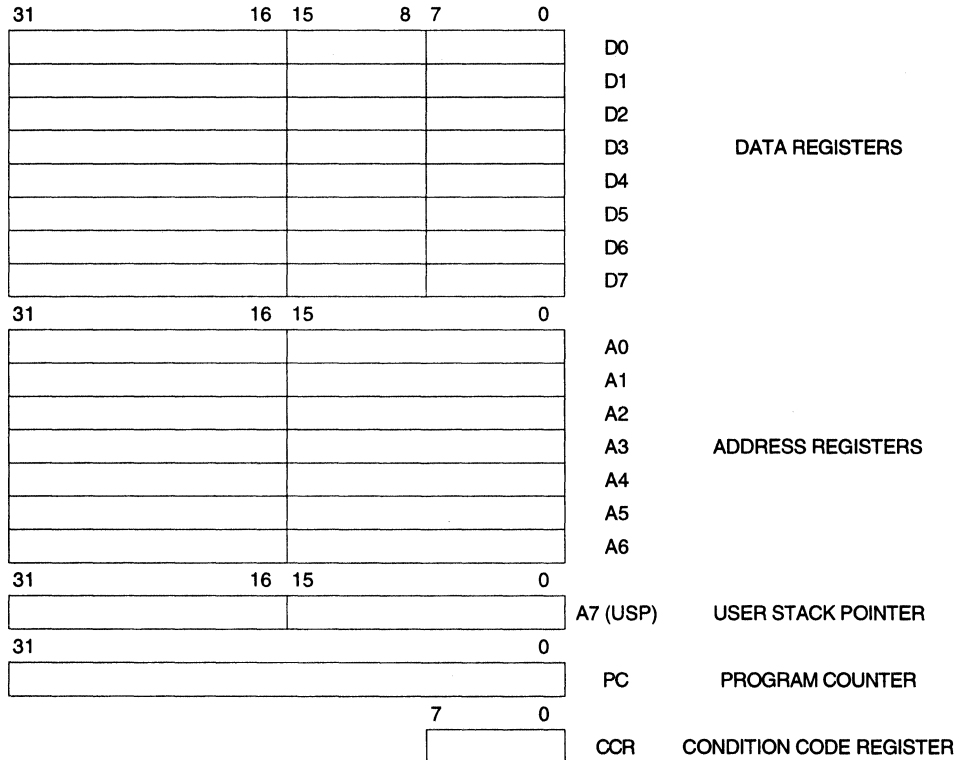 31 16 15 8 7 0
D0
D1
D2
D3 DATA REGISTERS
D4
D5
D6
D7
31 16 15 0
A0
A1
A2
A3 ADDRESS REGISTERS
A4
A5
A6
31 16 15 0
A7 (USP) USER STACK POINTER
31 0
PC PROGRAM COUNTER
7 0
CCR CONDITION CODE REGISTER